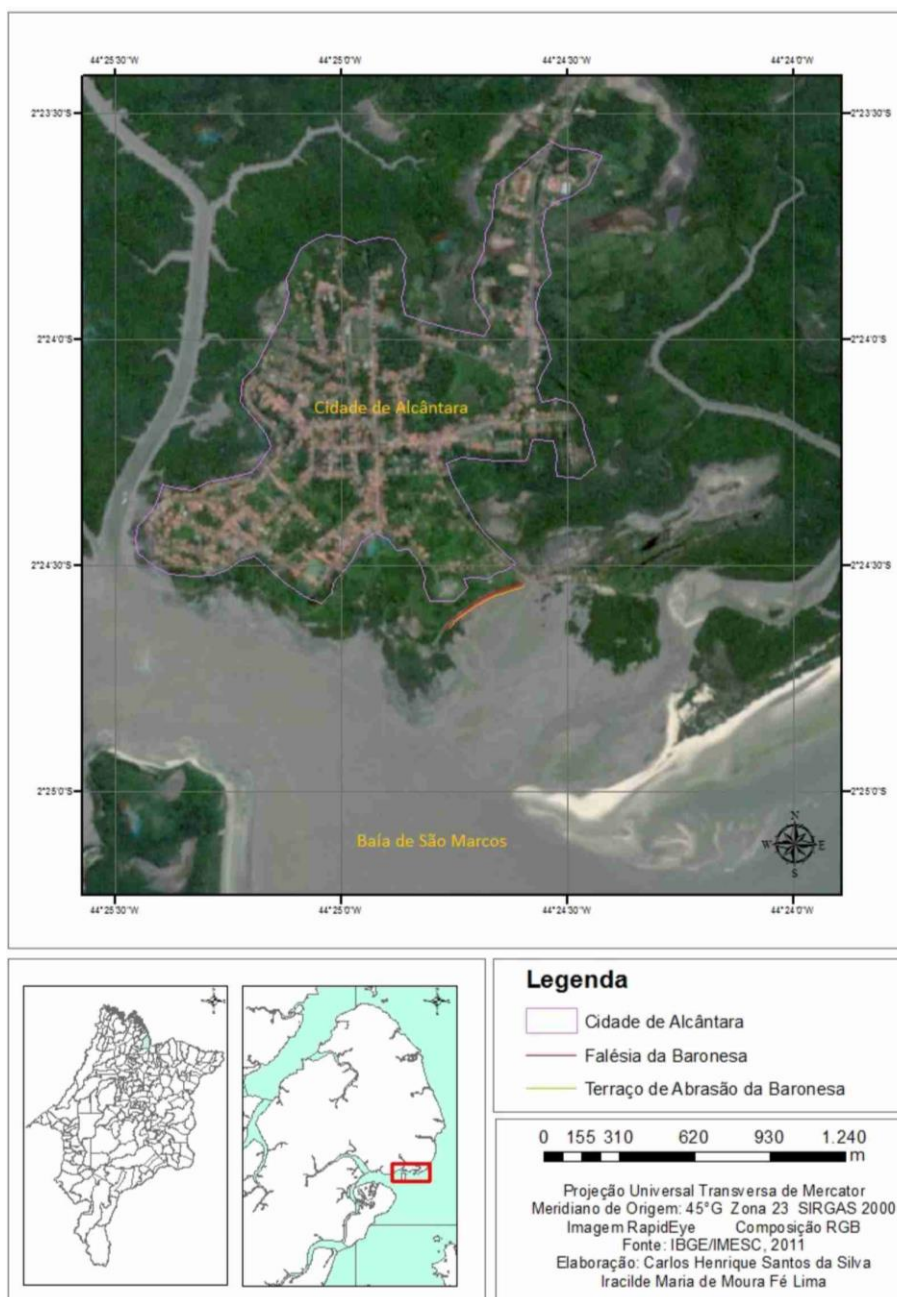 44°25'30"W 44°25'0"W 44°24'30"W 44°24'0"W
2°23'30"S 2°23'30"S
2°24'0"S 2°24'0"S
Cidade de Alcântara
2°24'30"S 2°24'30"S
2°25'0"S 2°25'0"S
Baía de São Marcos
N
W E
S
44°25'30"W 44°25'0"W 44°24'30"W 44°24'0"W
Legenda
Cidade de Alcântara
Falésia da Baronesa
Terraço de Abrasão da Baronesa
0 155 310 620 930 1.240
m
Projeção Universal Transversa de Mercator
Meridiano de Origem: 45°G Zona 23 SIRGAS 2000
Imagem RapidEye Composição RGB
Fonte: IBGE/IMESC, 2011
Elaboração: Carlos Henrique Santos da Silva
Iracilde Maria de Moura Fé Lima